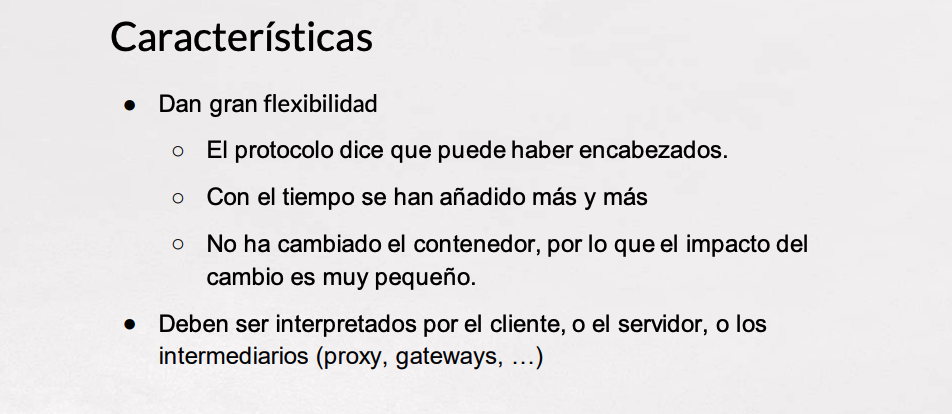 Características
● Dan gran flexibilidad
○ El protocolo dice que puede haber encabezados.
○ Con el tiempo se han añadido más y más
○ No ha cambiado el contenedor, por lo que el impacto del
cambio es muy pequeño.
● Deben ser interpretados por el cliente, o el servidor, o los
intermediarios (proxy, gateways, …)